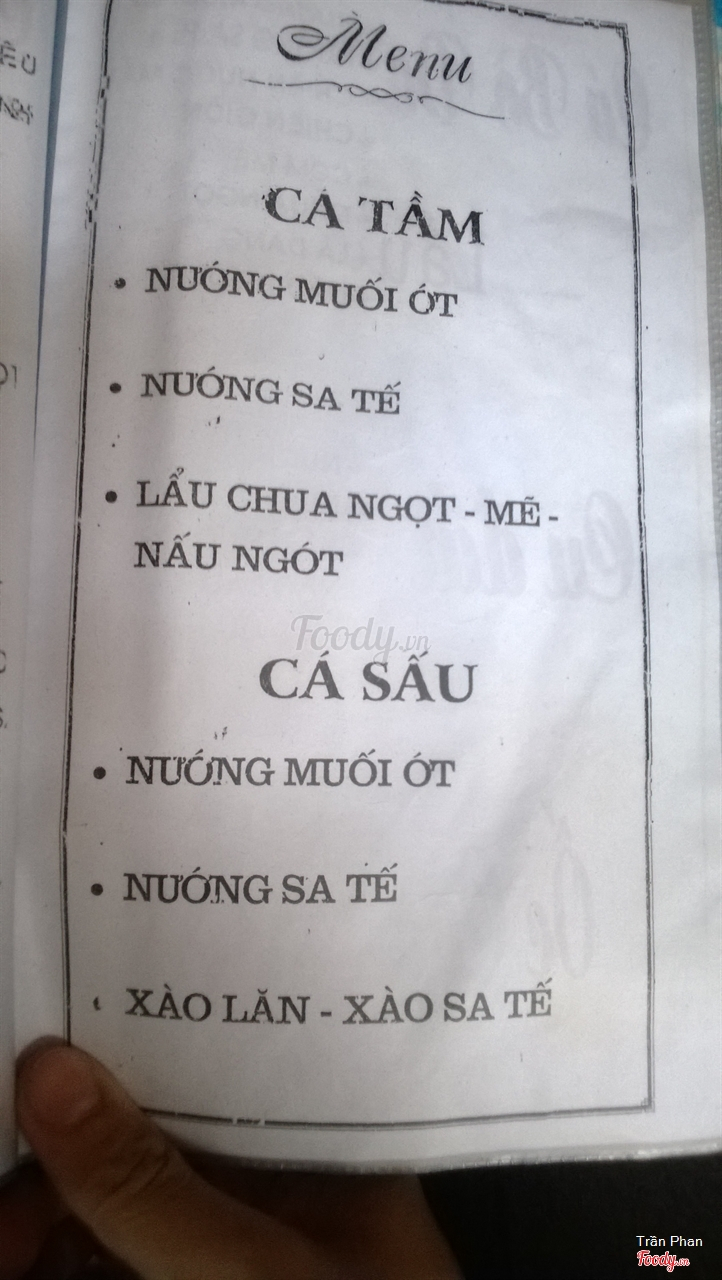 Menu
CÁ TẦM
• NƯỚNG MUỐI ỚT
• NƯỚNG SA TẾ
• LẨU CHUA NGỌT - MẼ -
NẤU NGÓT
Foody.vn
CÁ SẤU
• NƯỚNG MUỐI ỚT
• NƯỚNG SA TẾ
• XÀO LĂN - XÀO SA TẾ
Trần Phan
Foody.vn